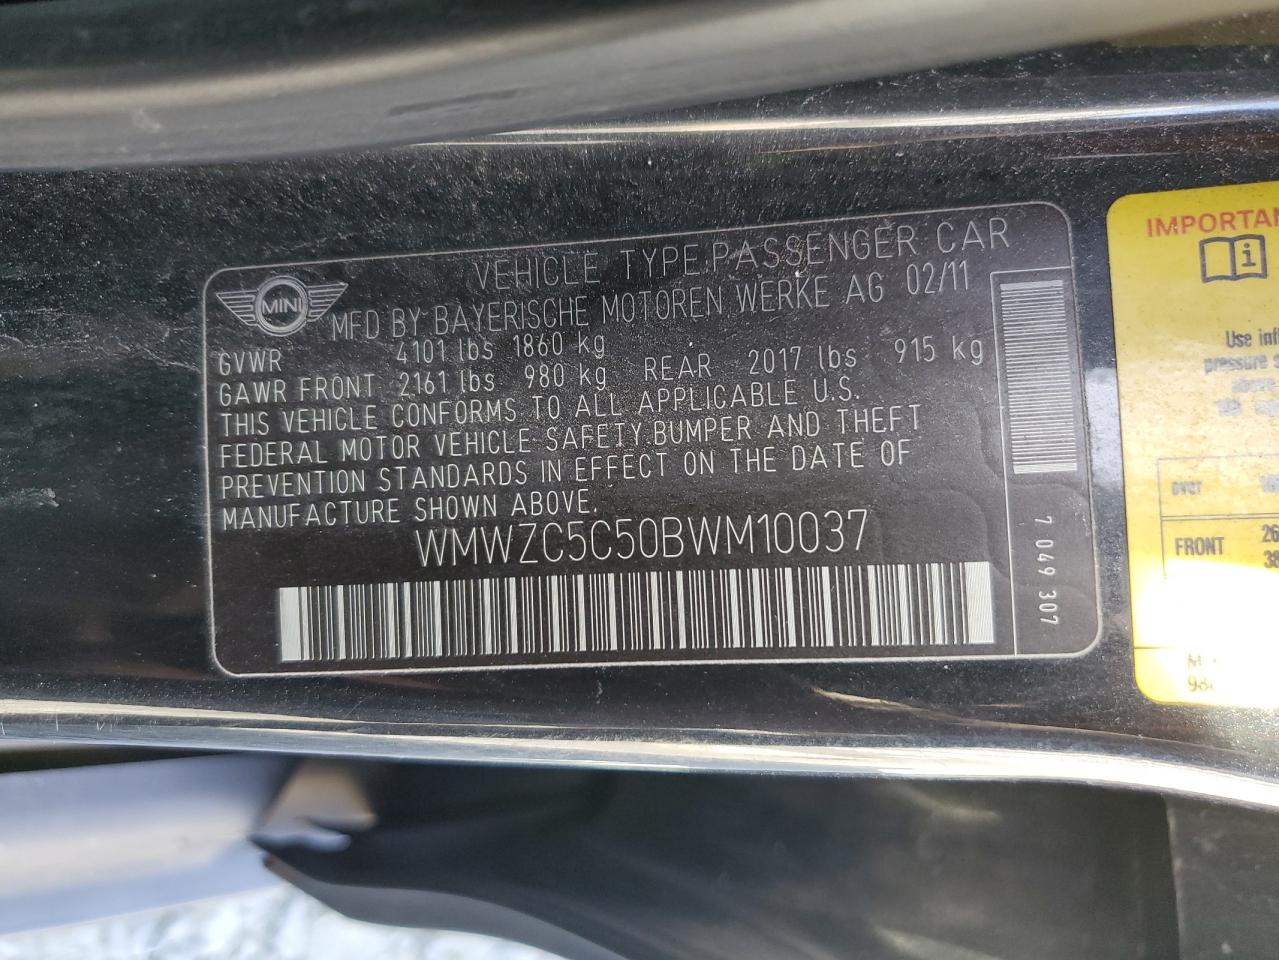 VEHICLE TYPE:PASSENGER CAR
MINI
MFD BY BAYERISCHE MOTOREN WERKE AG 02/11
GVWR 4101 lbs 1860 kg
GAWR FRONT 2161 lbs 980 kg REAR 2017 lbs 915 kg
THIS VEHICLE CONFORMS TO ALL APPLICABLE U.S.
FEDERAL MOTOR VEHICLE SAFETY,BUMPER AND THEFT
PREVENTION STANDARDS IN EFFECT ON THE DATE OF
MANUFACTURE SHOWN ABOVE.
WMWZC5C50BWM10037
7 049 307
IMPORTAN
i
Use inf
pressure
over
FRONT 26
38